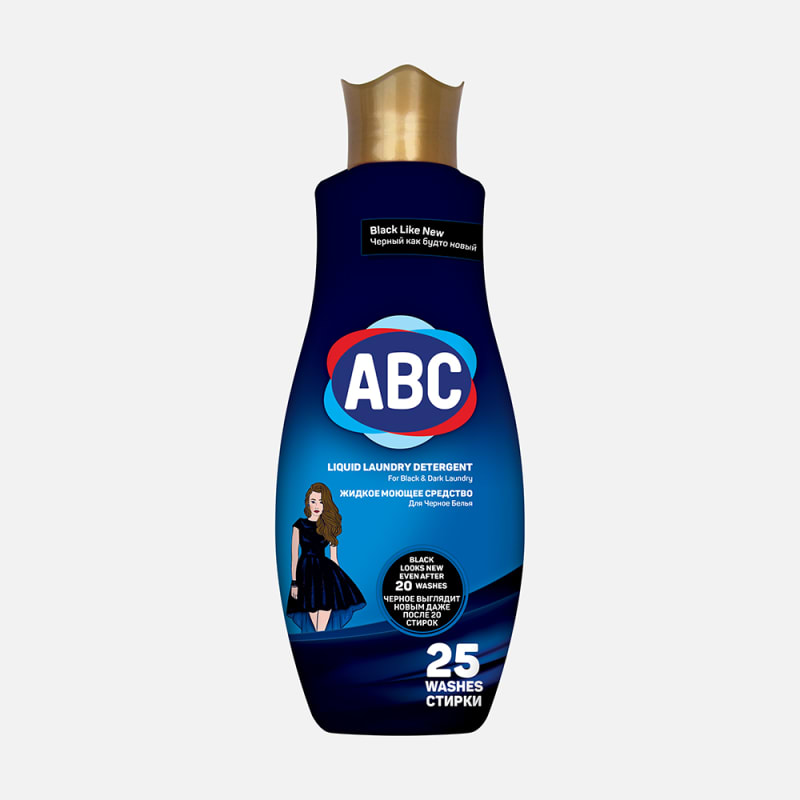 Black Like New
Черный как будто новый
ABC
LIQUID LAUNDRY DETERGENT
For Black & Dark Laundry
ЖИДКОЕ МОЮЩЕЕ СРЕДСТВО
Для Черное Белья
BLACK
LOOKS NEW
EVEN AFTER
20 WASHES
ЧЕРНОЕ ВЫГЛЯДИТ
НОВЫМ ДАЖЕ
ПОСЛЕ 20
СТИРОК
25
WASHES
СТИРКИ